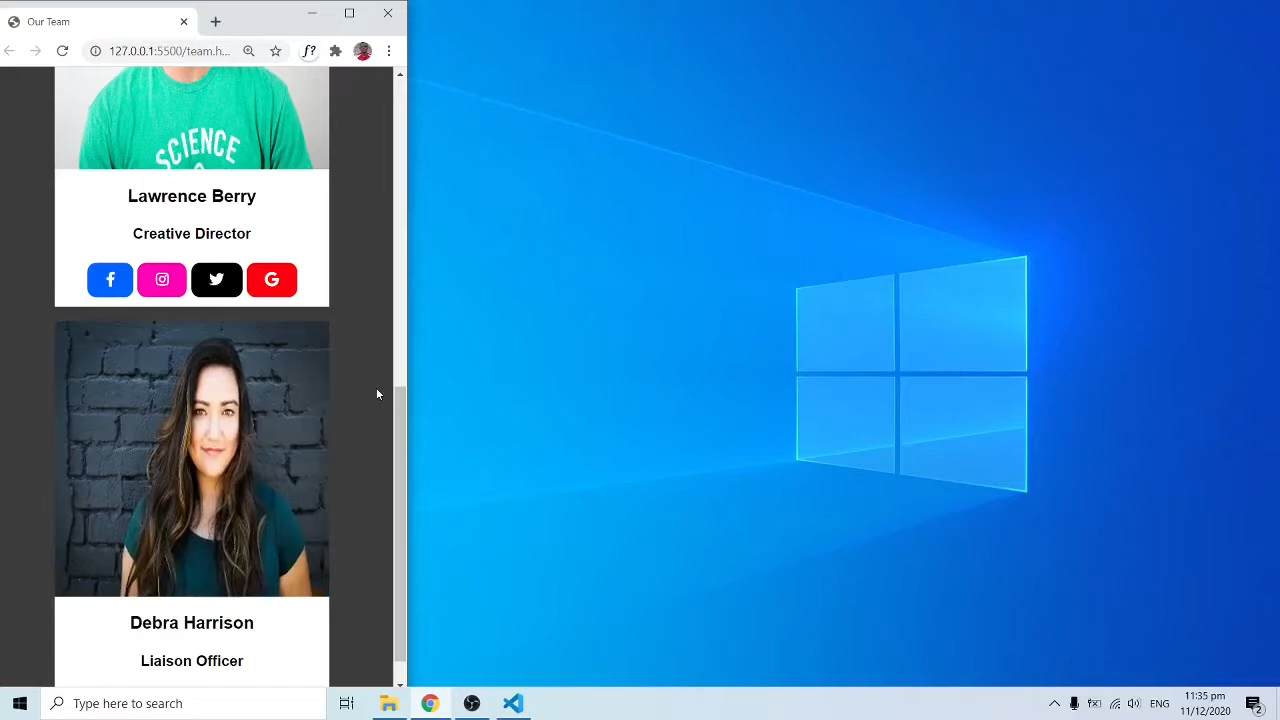 Our Team
127.0.0.1:5500/team.h...
f?
SCIENCE
Lawrence Berry
Creative Director
Debra Harrison
Liaison Officer
Type here to search
ENG
11:35 pm
11/12/2020
2